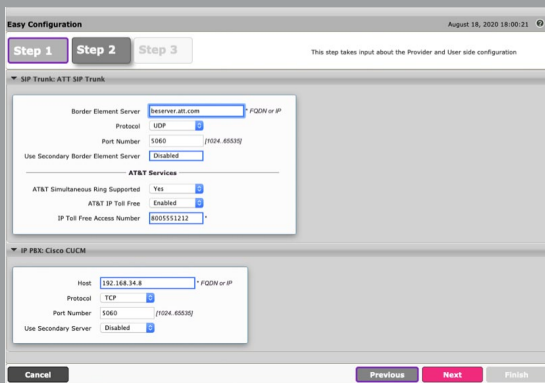 Easy Configuration August 18, 2020 18:00:21
Step 1 Step 2 Step 3 This step takes input about the Provider and User side configuration
SIP Trunk: ATT SIP Trunk
Border Element Server beserver.att.com * FQDN or IP
Protocol UDP
Port Number 5060 [1024..65535]
Use Secondary Border Element Server Disabled
AT&T Services
AT&T Simultaneous Ring Supported Yes
AT&T IP Toll Free Enabled
IP Toll Free Access Number 8005551212 *
IP PBX: Cisco CUCM
Host 192.168.34.8 * FQDN or IP
Protocol TCP
Port Number 5060 [1024..65535]
Use Secondary Server Disabled
Cancel Previous Next Finish